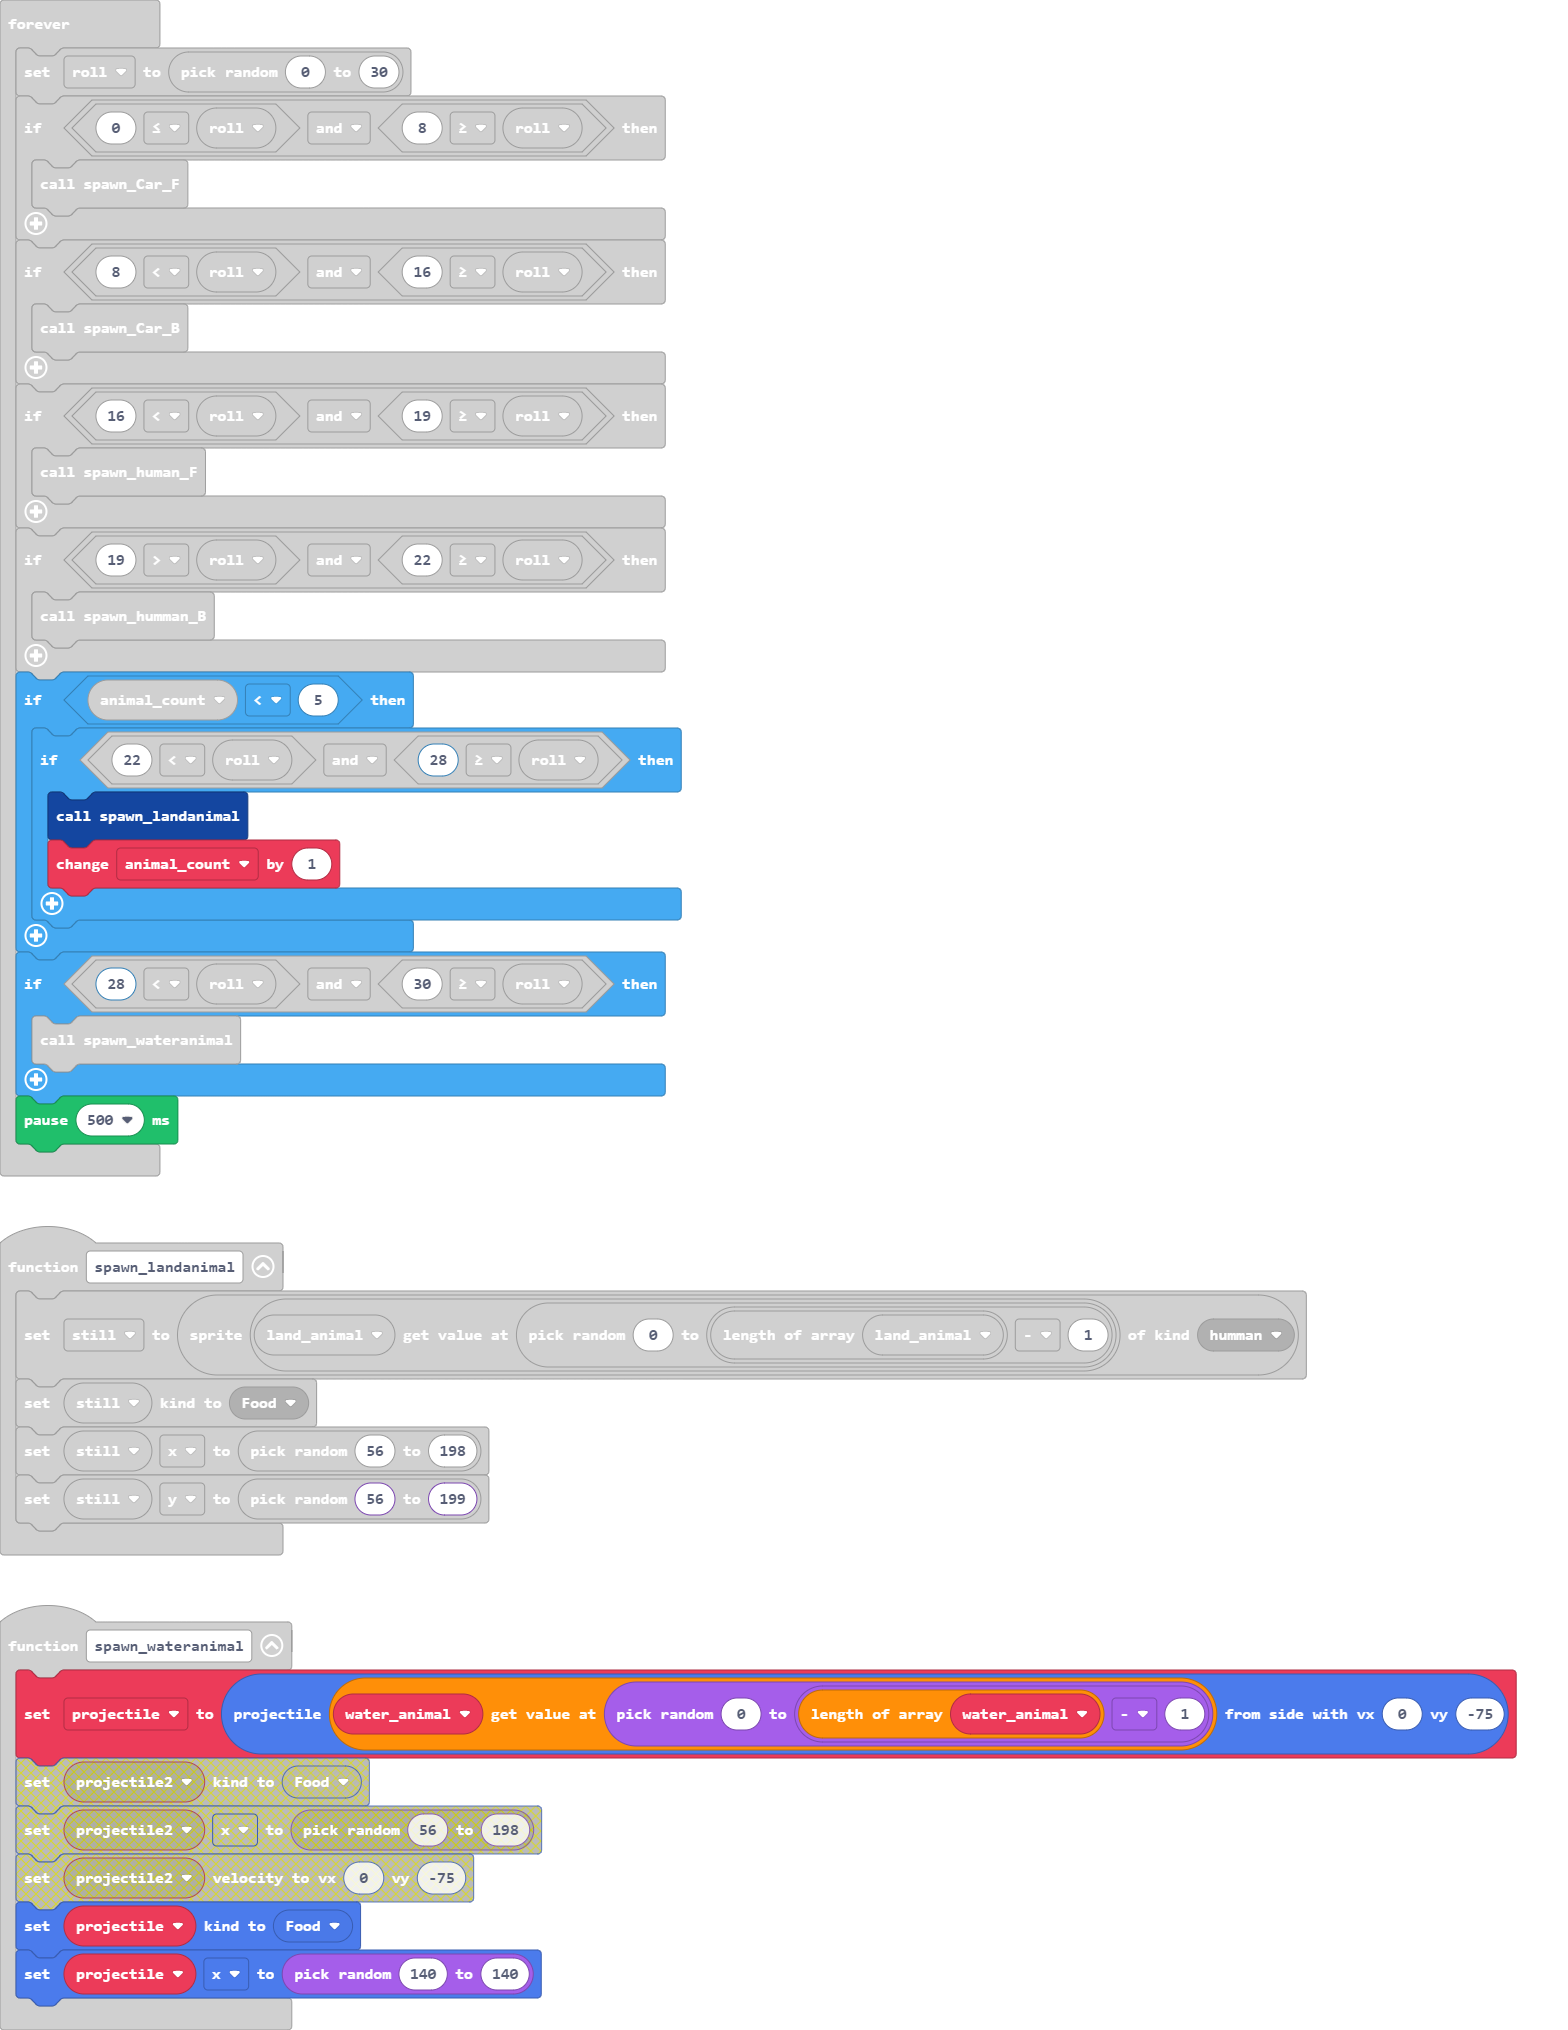 forever
set roll to pick random 0 to 30
if 0 ≤ roll and 8 ≥ roll then
call spawn_Car_F
if 8 < roll and 16 ≥ roll then
call spawn_Car_B
if 16 < roll and 19 ≥ roll then
call spawn_human_F
if 19 > roll and 22 ≥ roll then
call spawn_humman_B
if animal_count < 5 then
if 22 < roll and 28 ≥ roll then
call spawn_landanimal
change animal_count by 1
if 28 < roll and 30 ≥ roll then
call spawn_wateranimal
pause 500 ms
function spawn_landanimal
set still to sprite land_animal get value at pick random 0 to length of array land_animal - 1 of kind humman
set still kind to Food
set still x to pick random 56 to 198
set still y to pick random 56 to 199
function spawn_wateranimal
set projectile to projectile water_animal get value at pick random 0 to length of array water_animal - 1 from side with vx 0 vy -75
set projectile2 kind to Food
set projectile2 x to pick random 56 to 198
set projectile2 velocity to vx 0 vy -75
set projectile kind to Food
set projectile x to pick random 140 to 140